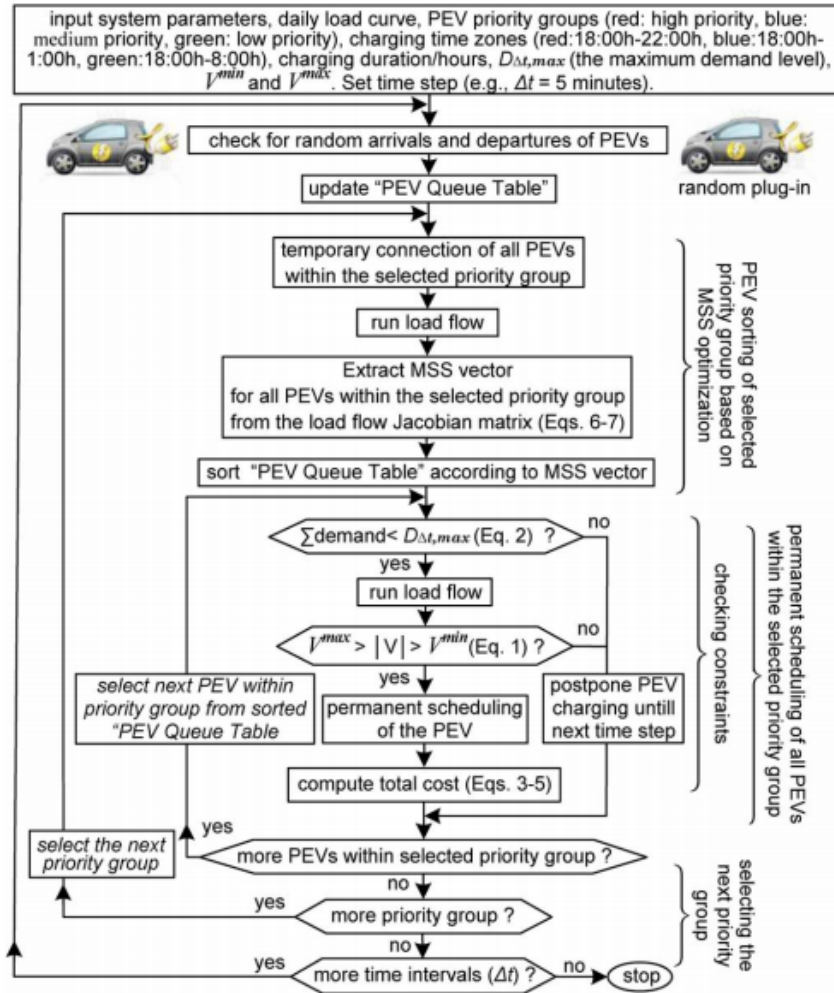 input system parameters, daily load curve, PEV priority groups (red: high priority, blue:
medium priority, green: low priority), charging time zones (red:18:00h-22:00h, blue:18:00h-
1:00h, green:18:00h-8:00h), charging duration/hours, DΔt,max (the maximum demand level),
Vmin and Vmax. Set time step (e.g., Δt = 5 minutes).
check for random arrivals and departures of PEVs
random plug-in
update “PEV Queue Table”
temporary connection of all PEVs
within the selected priority group
run load flow
Extract MSS vector
for all PEVs within the selected priority group
from the load flow Jacobian matrix (Eqs. 6-7)
sort “PEV Queue Table” according to MSS vector
PEV sorting of selected
priority group based on
MSS optimization
∑demand< DΔt,max (Eq. 2) ?
no
yes
run load flow
Vmax > |V| > Vmin (Eq. 1) ?
no
yes
select next PEV within
priority group from sorted
“PEV Queue Table
permanent scheduling
of the PEV
postpone PEV
charging untill
next time step
compute total cost (Eqs. 3-5)
checking constraints
permanent scheduling of all PEVs
within the selected priority group
yes
more PEVs within selected priority group ?
select the next
priority group
no
yes
more priority group ?
no
yes
more time intervals (Δt) ?
no
stop
selecting the
next priority
group